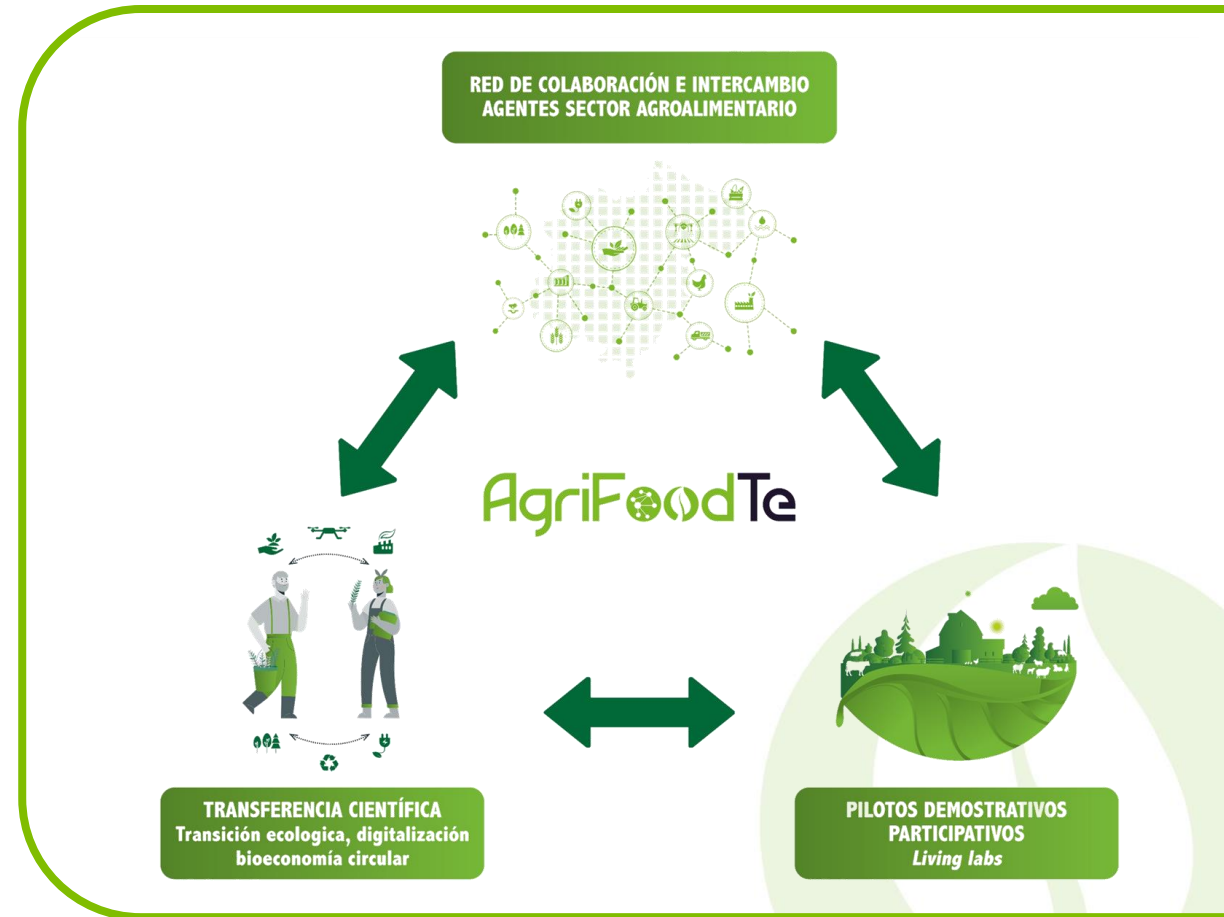 RED DE COLABORACIÓN E INTERCAMBIO
AGENTES SECTOR AGROALIMENTARIO
AgriFoodTe
TRANSFERENCIA CIENTÍFICA
Transición ecologica, digitalización
bioeconomía circular
PILOTOS DEMOSTRATIVOS
PARTICIPATIVOS
Living labs